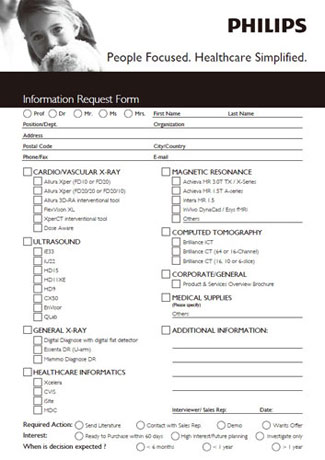 PHILIPS
People Focused. Healthcare Simplified.
Information Request Form
Prof Dr Mr. Ms Mrs. First Name Last Name
Position/Dept. Organization
Address
Postal Code City/Country
Phone/Fax E-mail
CARDIO/VASCULAR X-RAY
Allura Xper (FD10 or FD20)
Allura Xper (FD20/20 or FD20/10)
Allura 3D-RA interventional tool
FlexVision XL
XperCT interventional tool
Dose Aware
ULTRASOUND
iE33
iU22
HD15
HD11XE
HD9
CX50
EnVisor
QLab
GENERAL X-RAY
Digital Diagnose with digital flat detector
Essenta DR (U-arm)
Mammo Diagnose DR
HEALTHCARE INFORMATICS
Xcelera
CVIS
iSite
MAGNETIC RESONANCE
Achieva MR 3.0T TX / X-Series
Achieva MR 1.5T A-series
Intera MR 1.5
Others
COMPUTED TOMOGRAPHY
Brilliance iCT
Brilliance CT (64 or 16-Channel)
Brilliance CT (16, 10 or 6-slice)
CORPORATE/GENERAL
Product & Services Overview Brochure
MEDICAL SUPPLIES
(Please specify)
Others
ADDITIONAL INFORMATION:
Interviewer/ Sales Rep: Date:
Required Action: Send Literature Contact with Sales Rep Demo Wants Offer
Interest: Ready to Purchase within 60 days High interest/future planning Investigate only
When is decision expected ? < 6 months < 1 year > 1 year